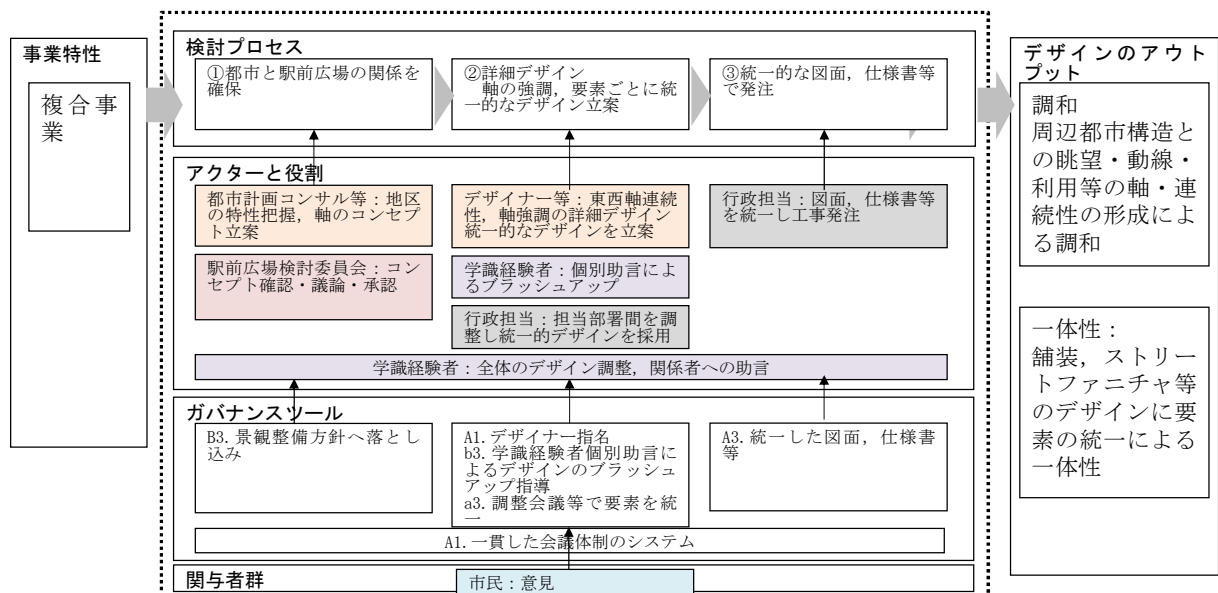 事業特性
複合事
業
検討プロセス
①都市と駅前広場の関係を
確保
②詳細デザイン
軸の強調，要素ごとに統
一的なデザイン立案
③統一的な図面，仕様書等
で発注
アクターと役割
都市計画コンサル等：地区
の特性把握，軸のコンセプ
ト立案
デザイナー等：東西軸連続
性，軸強調の詳細デザイン
統一的なデザインを立案
行政担当：図面，仕様書等
を統一し工事発注
駅前広場検討委員会：コン
セプト確認・議論・承認
学識経験者：個別助言によ
るブラッシュアップ
行政担当：担当部署間を調
整し統一的デザインを採用
学識経験者：全体のデザイン調整，関係者への助言
ガバナンスツール
B3.景観整備方針へ落とし
込み
A1.デザイナー指名
b3.学識経験者個別助言に
よるデザインのブラッシュ
アップ指導
a3.調整会議等で要素を統
一
A3.統一した図面，仕様書
等
A1.一貫した会議体制のシステム
関与者群
市民：意見
デザインのアウト
プット
調和
周辺都市構造と
の眺望・動線・
利用等の軸・連
続性の形成によ
る調和
一体性：
舗装，ストリー
トファニチャ等
のデザインに要
素の統一による
一体性